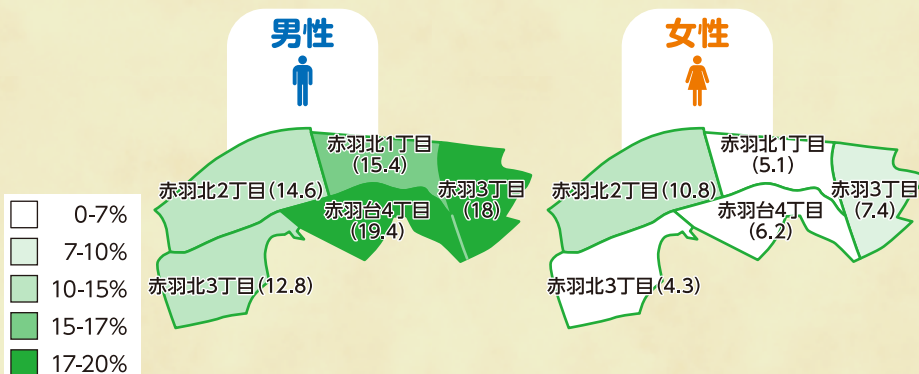 男性
女性
赤羽北1丁目
(15.4)
赤羽北2丁目(14.6)
赤羽3丁目
(18)
赤羽台4丁目
(19.4)
赤羽北3丁目(12.8)
赤羽北1丁目
(5.1)
赤羽北2丁目(10.8)
赤羽3丁目
(7.4)
赤羽台4丁目
(6.2)
赤羽北3丁目(4.3)
0-7%
7-10%
10-15%
15-17%
17-20%